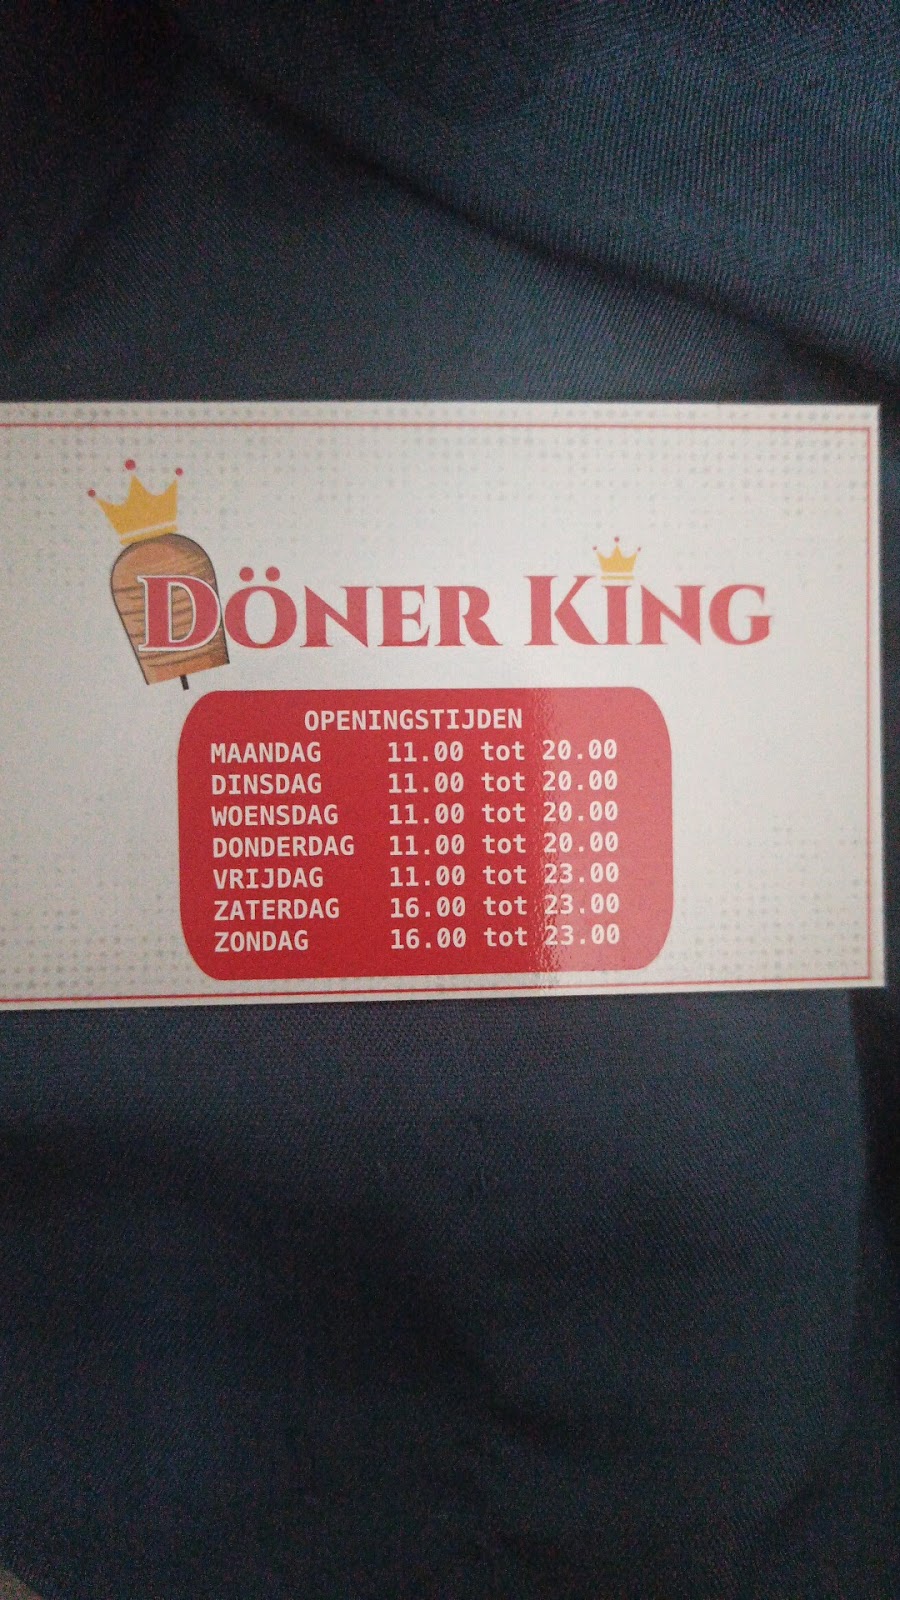 DÖNER KING
OPENINGSTIJDEN
MAANDAG 11.00 tot 20.00
DINSDAG 11.00 tot 20.00
WOENSDAG 11.00 tot 20.00
DONDERDAG 11.00 tot 20.00
VRIJDAG 11.00 tot 23.00
ZATERDAG 16.00 tot 23.00
ZONDAG 16.00 tot 23.00